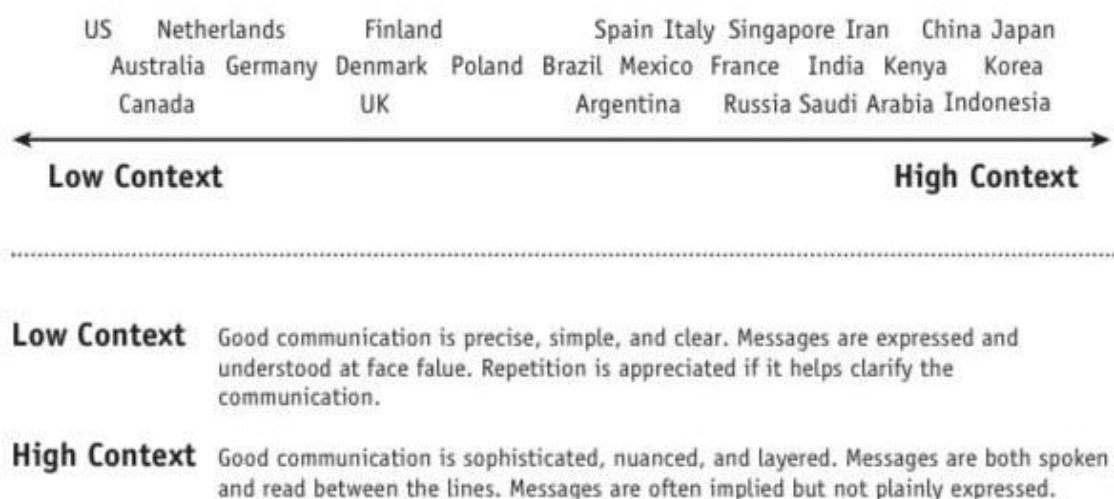 US Netherlands Finland Spain Italy Singapore Iran China Japan
Australia Germany Denmark Poland Brazil Mexico France India Kenya Korea
Canada UK Argentina Russia Saudi Arabia Indonesia
Low Context High Context
Low Context Good communication is precise, simple, and clear. Messages are expressed and
understood at face falue. Repetition is appreciated if it helps clarify the
communication.
High Context Good communication is sophisticated, nuanced, and layered. Messages are both spoken
and read between the lines. Messages are often implied but not plainly expressed.